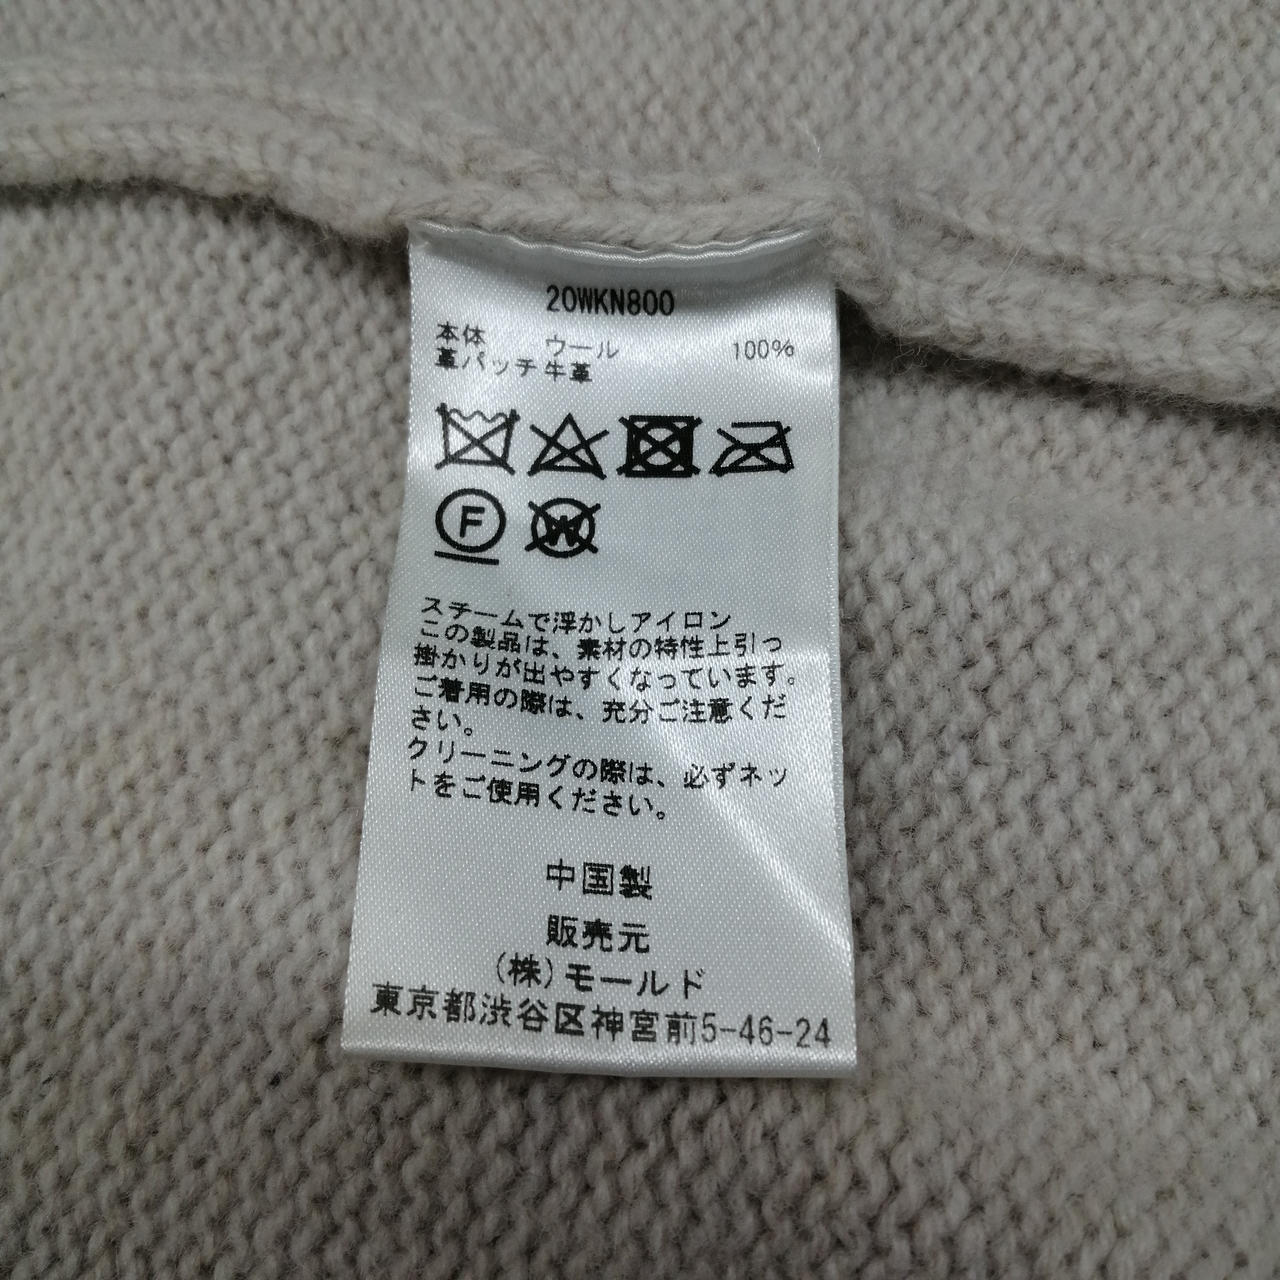 20WKN800
本体 ウール 100%
革パッチ牛革
F W
スチームで浮かしアイロン
この製品は、素材の特性上引っ
掛かりが出やすくなっています。
ご着用の際は、充分ご注意くだ
さい。
クリーニングの際は、必ずネッ
トをご使用ください。
中国製
販売元
(株)モールド
東京都渋谷区神宮前5-46-24